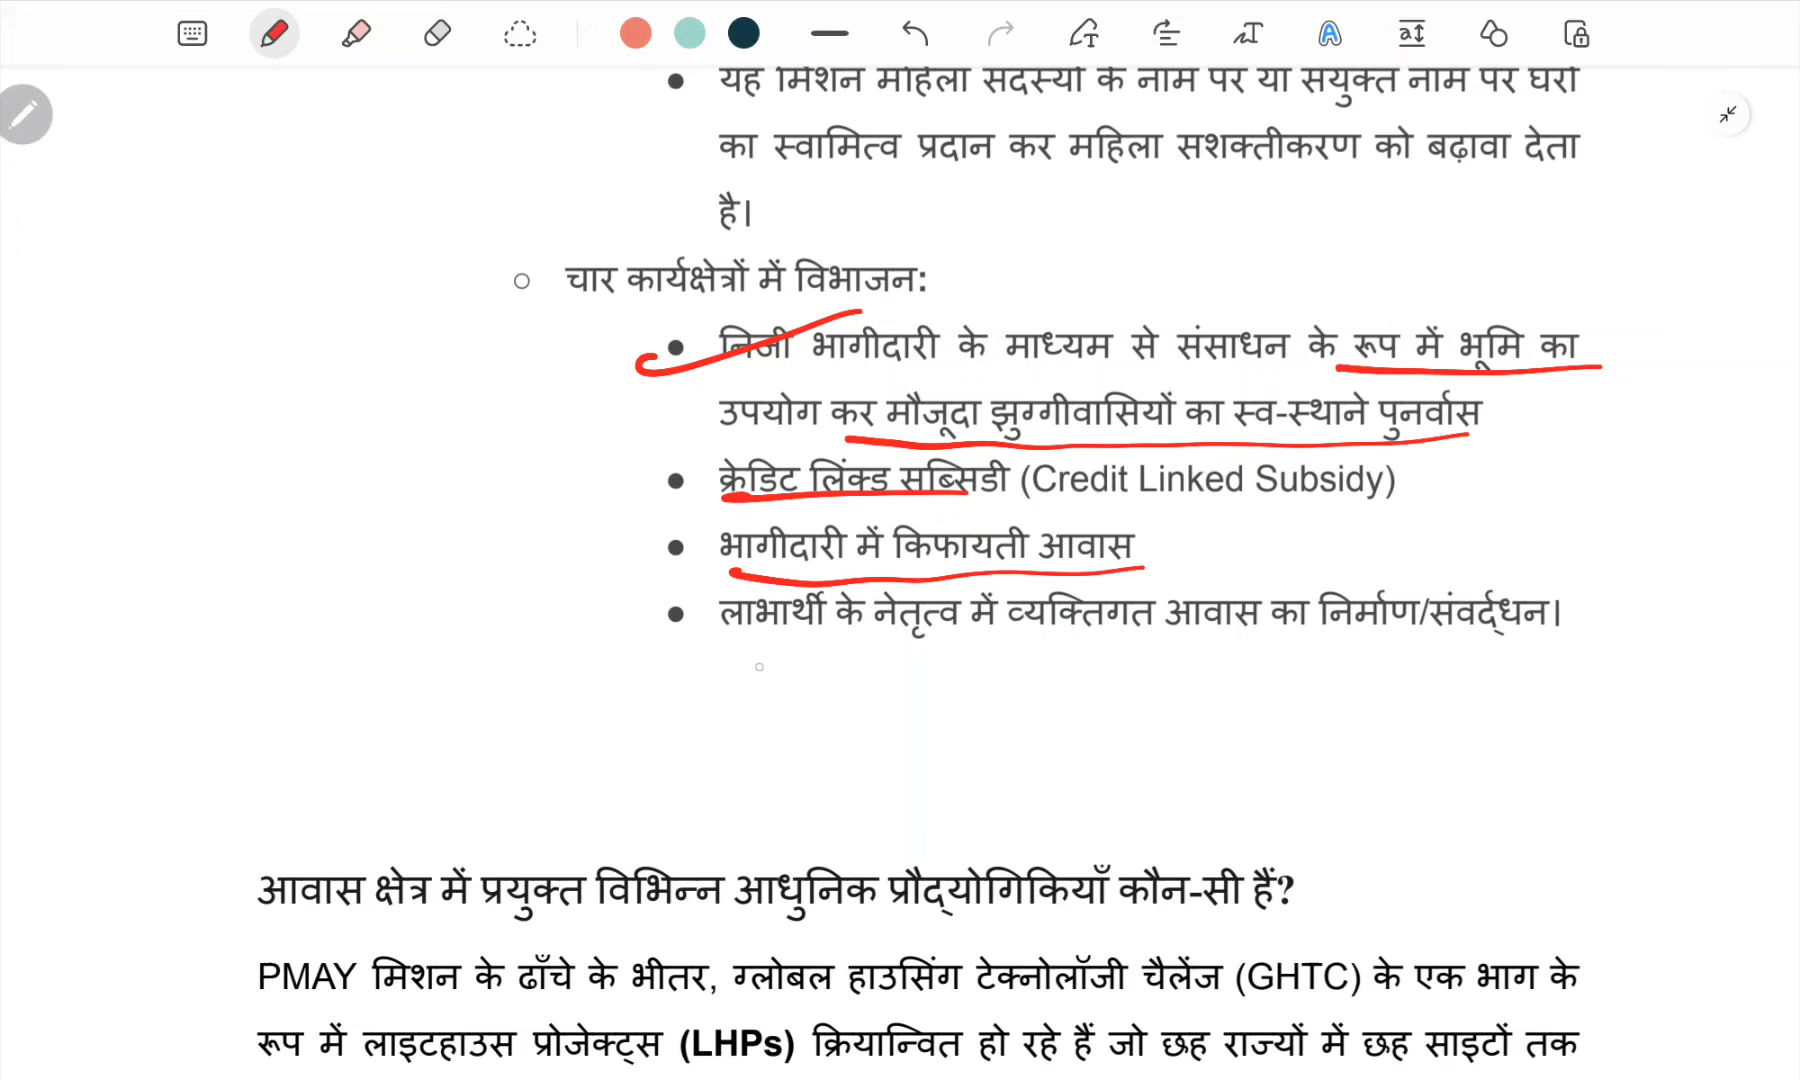 यह मिशन महिला सदस्यों के नाम पर या संयुक्त नाम पर घरों
का स्वामित्व प्रदान कर महिला सशक्तीकरण को बढ़ावा देता
है।
○ चार कार्यक्षेत्रों में विभाजन:
● निजी भागीदारी के माध्यम से संसाधन के रूप में भूमि का
उपयोग कर मौजूदा झुग्गीवासियों का स्व-स्थाने पुनर्वास
● क्रेडिट लिंक्ड सब्सिडी (Credit Linked Subsidy)
● भागीदारी में किफायती आवास
● लाभार्थी के नेतृत्व में व्यक्तिगत आवास का निर्माण/संवर्द्धन।
आवास क्षेत्र में प्रयुक्त विभिन्न आधुनिक प्रौद्योगिकियाँ कौन-सी हैं?
PMAY मिशन के ढाँचे के भीतर, ग्लोबल हाउसिंग टेक्नोलॉजी चैलेंज (GHTC) के एक भाग के
रूप में लाइटहाउस प्रोजेक्ट्स (LHPs) क्रियान्वित हो रहे हैं जो छह राज्यों में छह साइटों तक